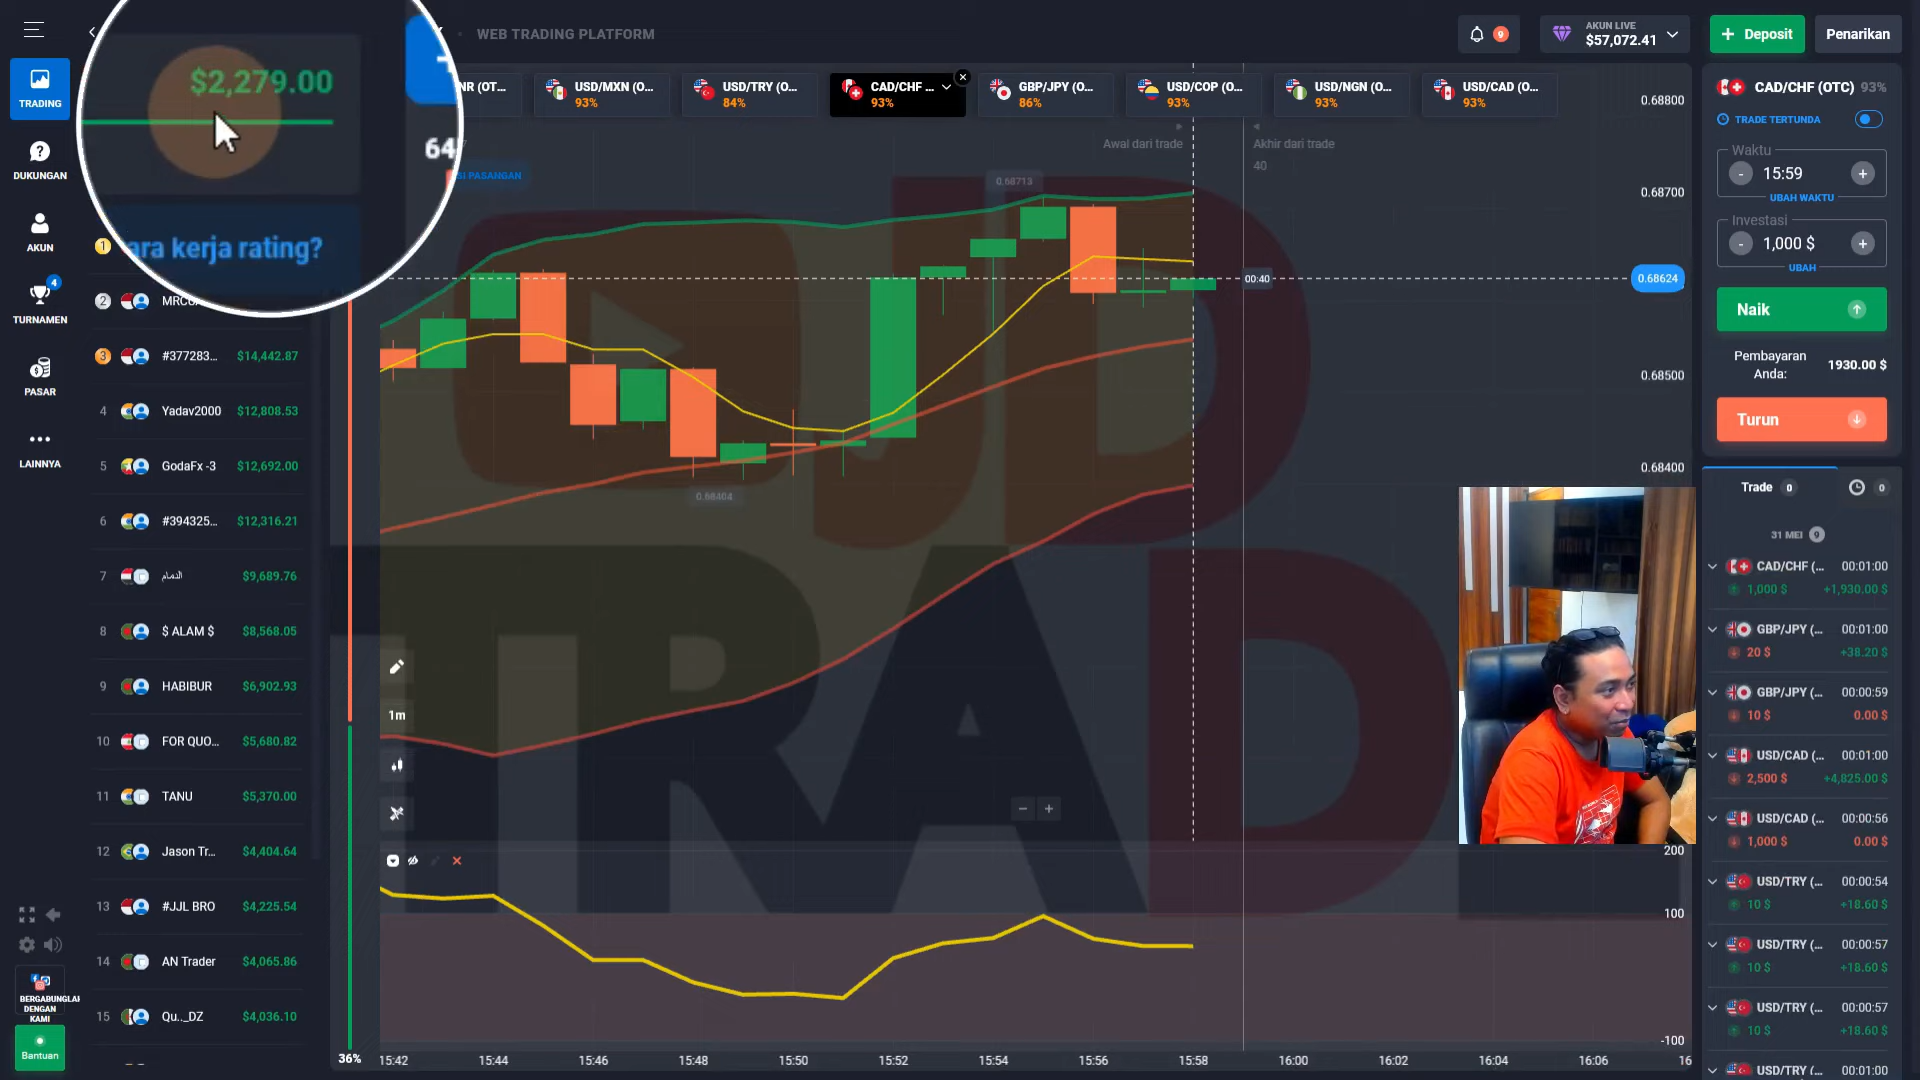 WEB TRADING PLATFORM
9
AKUN LIVE
$57,072.41
+ Deposit
Penarikan
$2,279.00
ara kerja rating?
TRADING
DUKUNGAN
AKUN
4
TURNAMEN
PASAR
LAINNYA
BERGABUNGLAH
DENGAN
KAMI
Bantuan
NR (OT...
USD/MXN (O...
93%
USD/TRY (O...
84%
CAD/CHF ...
93%
GBP/JPY (O...
86%
USD/COP (O...
93%
USD/NGN (O...
93%
USD/CAD (O...
93%
PASANGAN
Awal dari trade
Akhir dari trade
40
1
2
3 #377283... $14,442.87
4 Yadav2000 $12,808.53
5 GodaFx -3 $12,692.00
6 #394325... $12,316.21
7 الدمام $9,689.76
8 $ ALAM $ $8,568.05
9 HABIBUR $6,902.93
10 FOR QUO... $5,680.82
11 TANU $5,370.00
12 Jason Tr... $4,404.64
13 #JJL BRO $4,225.54
14 AN Trader $4,065.86
15 Qu.._DZ $4,036.10
36%
0.68713
0.68404
00:40
0.68800
0.68700
0.68624
0.68500
0.68400
1m
JD
TRAD
200
100
-100
15:42 15:44 15:46 15:48 15:50 15:52 15:54 15:56 15:58 16:00 16:02 16:04 16:06 16
CAD/CHF (OTC) 93%
TRADE TERTUNDA
Waktu
- 15:59 +
UBAH WAKTU
Investasi
- 1,000 $ +
UBAH
Naik
Pembayaran
Anda:
1930.00 $
Turun
Trade 0
0
31 MEI 9
CAD/CHF (... 00:01:00
1,000 $ +1,930.00 $
GBP/JPY (... 00:01:00
20 $ +38.20 $
GBP/JPY (... 00:00:59
10 $ 0.00 $
USD/CAD (... 00:01:00
2,500 $ +4,825.00 $
USD/CAD (... 00:00:56
1,000 $ 0.00 $
USD/TRY (... 00:00:54
10 $ +18.60 $
USD/TRY (... 00:00:57
10 $ +18.60 $
USD/TRY (... 00:00:57
10 $ +18.60 $
USD/TRY (... 00:01:00